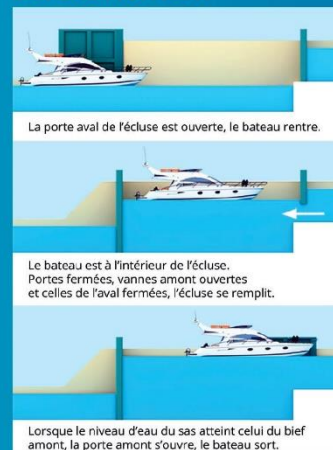 La porte aval de l'écluse est ouverte, le bateau rentre.
Le bateau est à l'intérieur de l'écluse.
Portes fermées, vannes amont ouvertes
et celles de l'aval fermées, l'écluse se remplit.
Lorsque le niveau d'eau du sas atteint celui du bief
amont, la porte amont s'ouvre, le bateau sort.